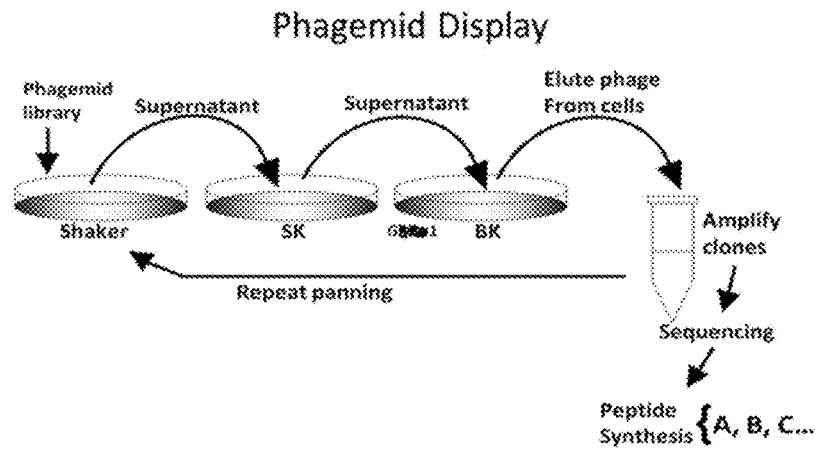 Phagemid Display
Phagemid
library
Supernatant
Supernatant
Elute phage
From cells
Shaker
SK
BK
Amplify
clones
Repeat panning
Sequencing
Peptide
Synthesis { A, B, C...